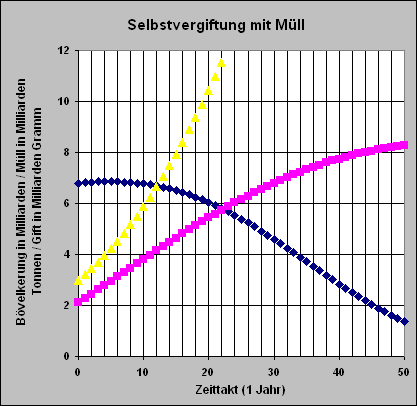 Selbstvergiftung mit Müll
Bövelkerung in Milliarden / Müll in Milliarden
Tonnen / Gift in Milliarden Gramm
12
10
8
6
4
2
0
0 10 20 30 40 50
Zeittakt (1 Jahr)